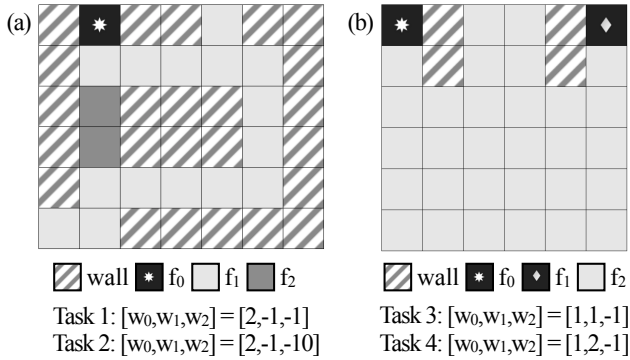 (a) (b)
wall f₀ f₁ f₂ wall f₀ f₁ f₂
Task 1: [w₀,w₁,w₂] = [2,-1,-1] Task 3: [w₀,w₁,w₂] = [1,1,-1]
Task 2: [w₀,w₁,w₂] = [2,-1,-10] Task 4: [w₀,w₁,w₂] = [1,2,-1]